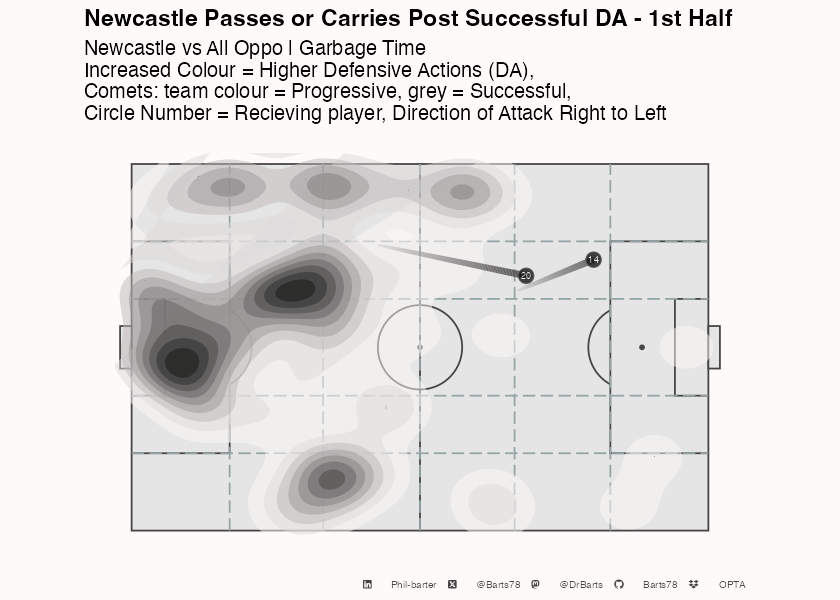 Newcastle Passes or Carries Post Successful DA - 1st Half
Newcastle vs All Oppo | Garbage Time
Increased Colour = Higher Defensive Actions (DA),
Comets: team colour = Progressive, grey = Successful,
Circle Number = Recieving player, Direction of Attack Right to Left
14
20
Phil-barter @Barts78 @DrBarts Barts78 OPTA